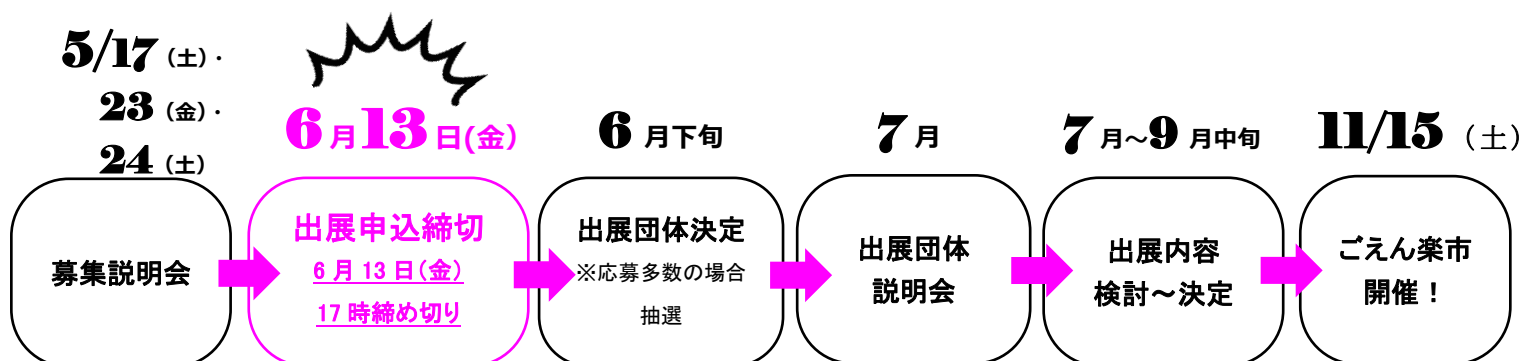 5/17（土）・
23（金）・
24（土）
募集説明会
6月13日(金)
出展申込締切
6月13日（金）
17時締め切り
6月下旬
出展団体決定
※応募多数の場合
抽選
7月
出展団体
説明会
7月～9月中旬
出展内容
検討～決定
11/15（土）
ごえん楽市
開催！